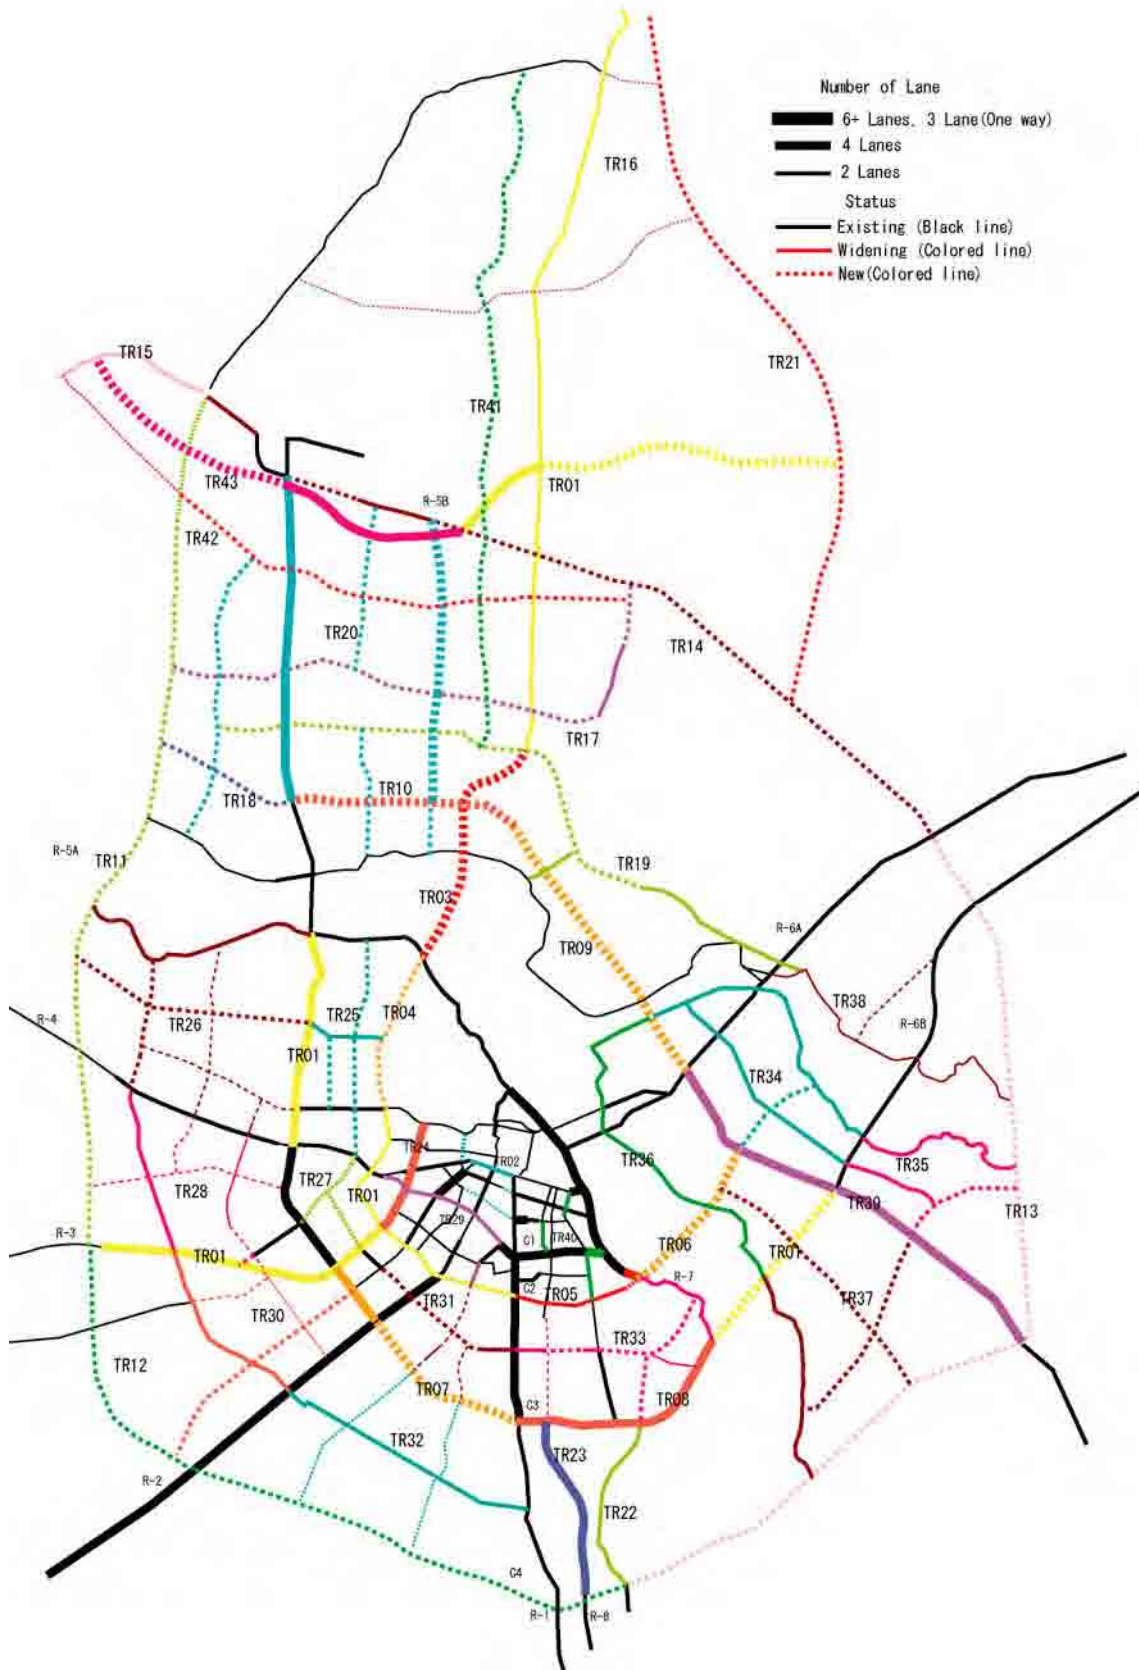 Number of Lane
6+ Lanes. 3 Lane(One way)
4 Lanes
2 Lanes
Status
Existing (Black line)
Widening (Colored line)
New(Colored line)
TR16
TR15
TR21
TR41
TR43
R-5B
TR01
TR42
TR20
TR14
TR17
TR18
TR10
R-5A
TR11
TR19
TR03
R-6A
TR09
TR38
R-4
TR26
TR25
TR04
R-6B
TR01
TR34
TR24
TR02
TR36
TR35
TR27
TR28
TR01
TR39
TR29
TR13
R-3
TR01
C1
TR40
TR06
TR01
R-7
C2
TR05
TR31
TR30
TR37
TR33
TR12
TR07
TR08
C3
TR32
TR23
R-2
TR22
C4
R-1
R-8